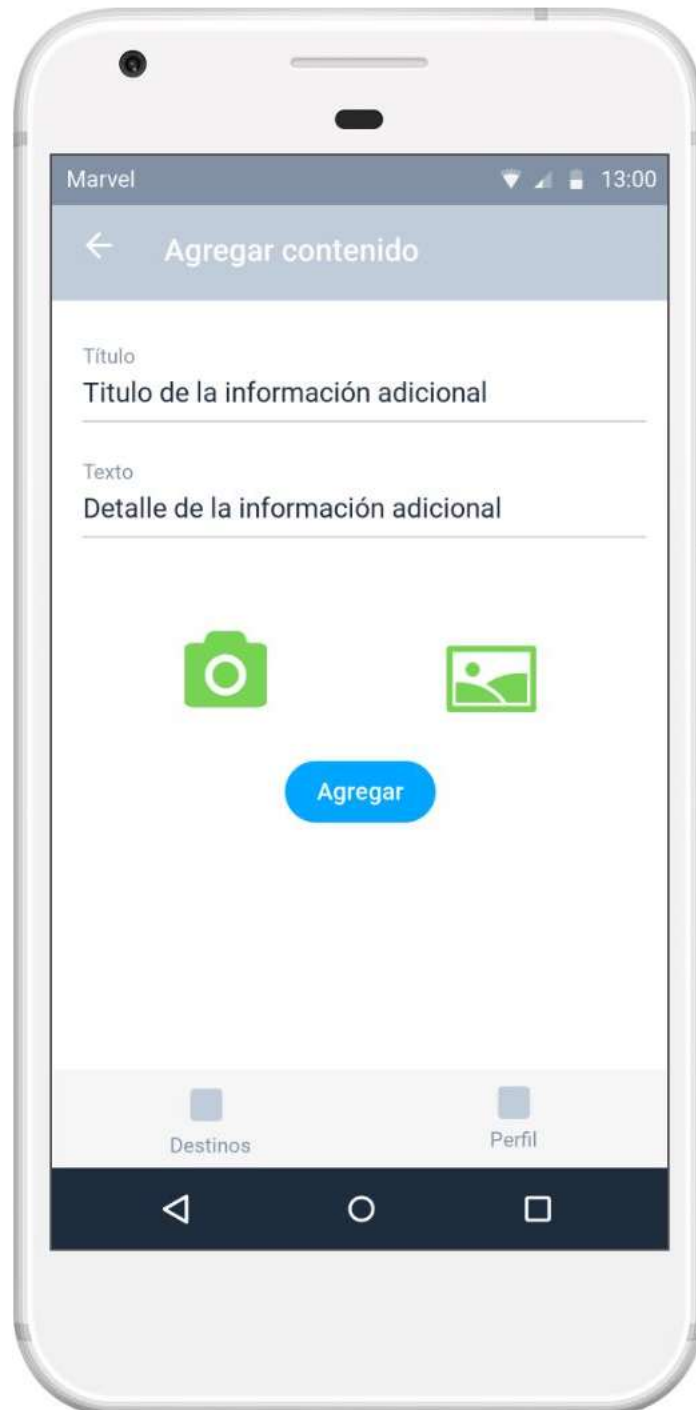 Marvel 13:00
Agregar contenido
Título
Titulo de la información adicional
Texto
Detalle de la información adicional
Agregar
Destinos Perfil